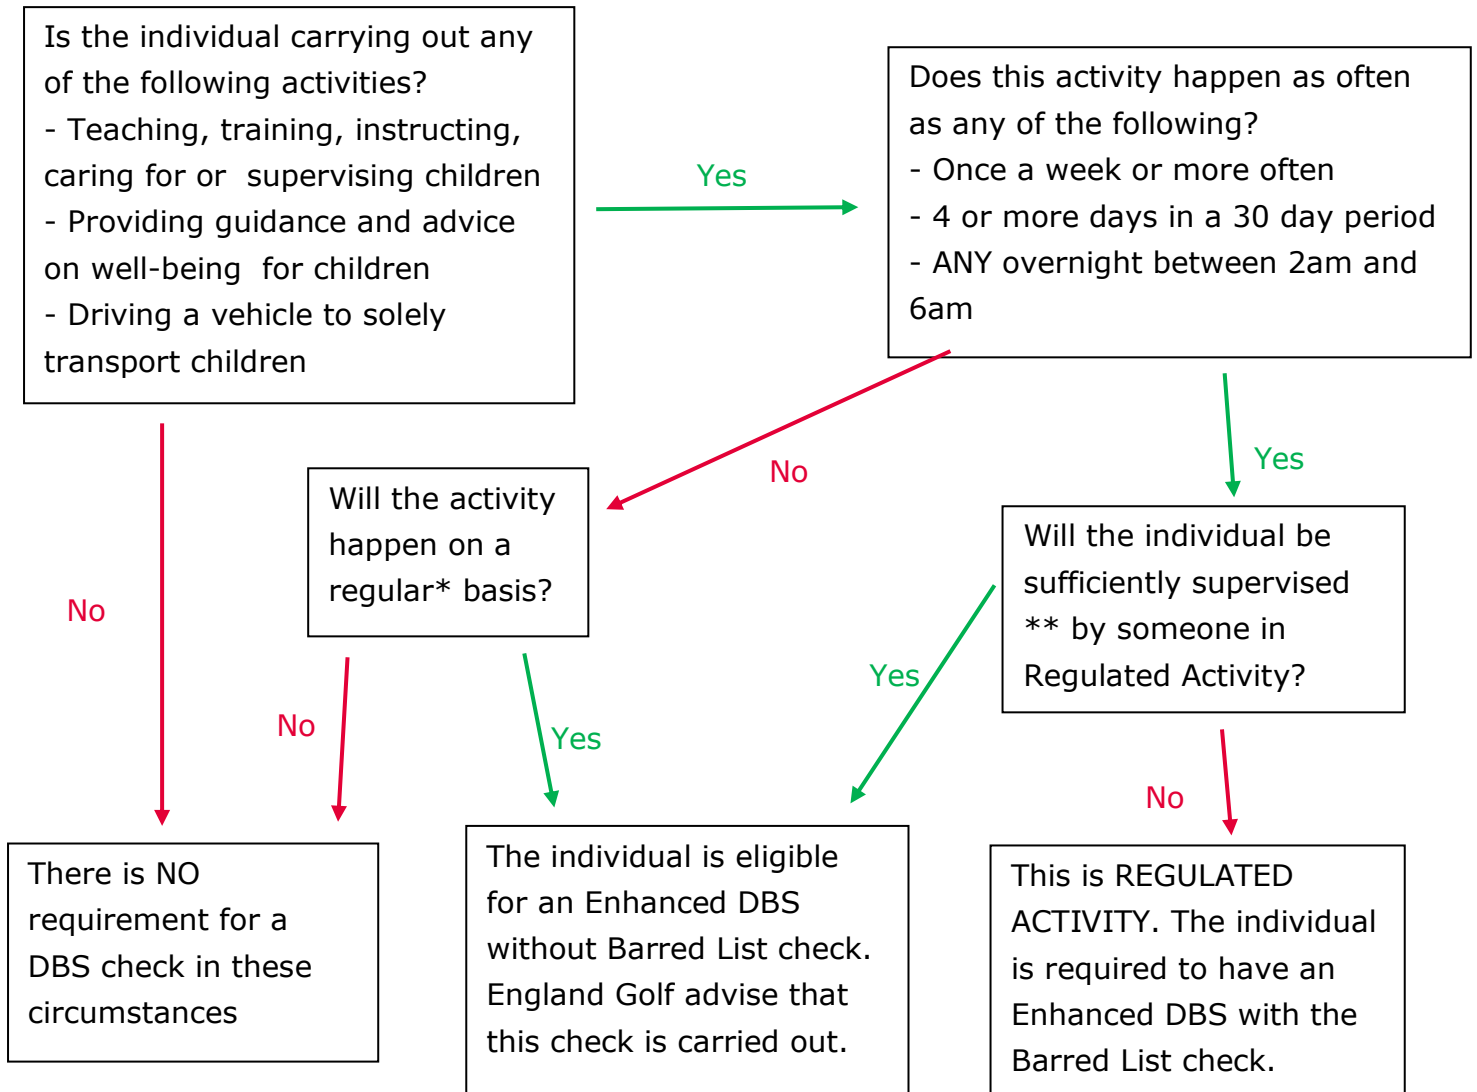 Is the individual carrying out any
of the following activities?
- Teaching, training, instructing,
caring for or  supervising children
- Providing guidance and advice
on well-being  for children
- Driving a vehicle to solely
transport children
Yes
Does this activity happen as often
as any of the following?
- Once a week or more often
- 4 or more days in a 30 day period
- ANY overnight between 2am and
6am
No
No
Yes
Will the activity
happen on a
regular* basis?
Will the individual be
sufficiently supervised
** by someone in
Regulated Activity?
No
Yes
Yes
No
There is NO
requirement for a
DBS check in these
circumstances
The individual is eligible
for an Enhanced DBS
without Barred List check.
England Golf advise that
this check is carried out.
This is REGULATED
ACTIVITY. The individual
is required to have an
Enhanced DBS with the
Barred List check.